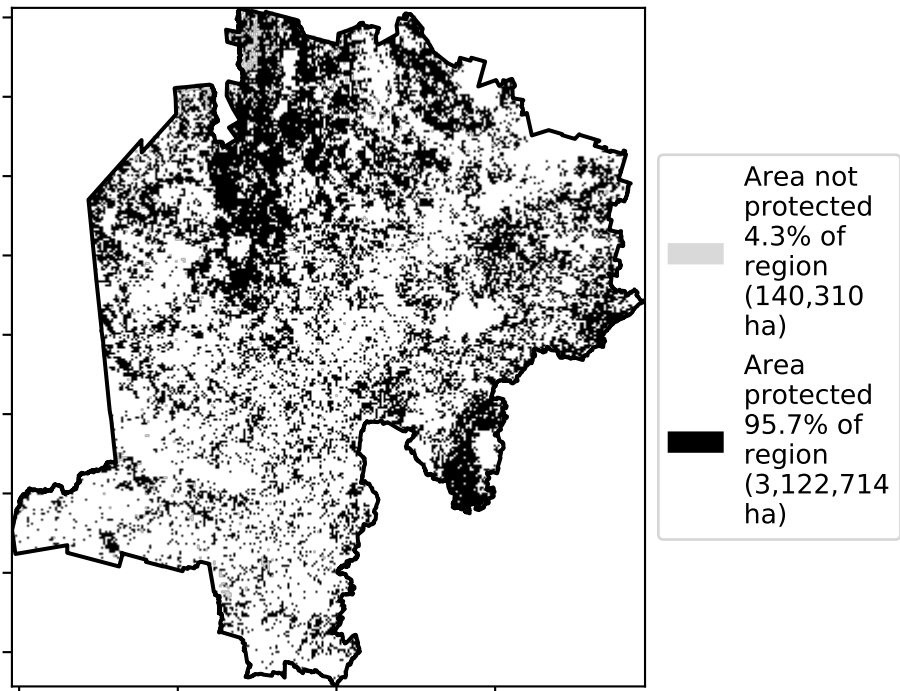 Area not
protected
4.3% of
region
(140,310
ha)
Area
protected
95.7% of
region
(3,122,714
ha)